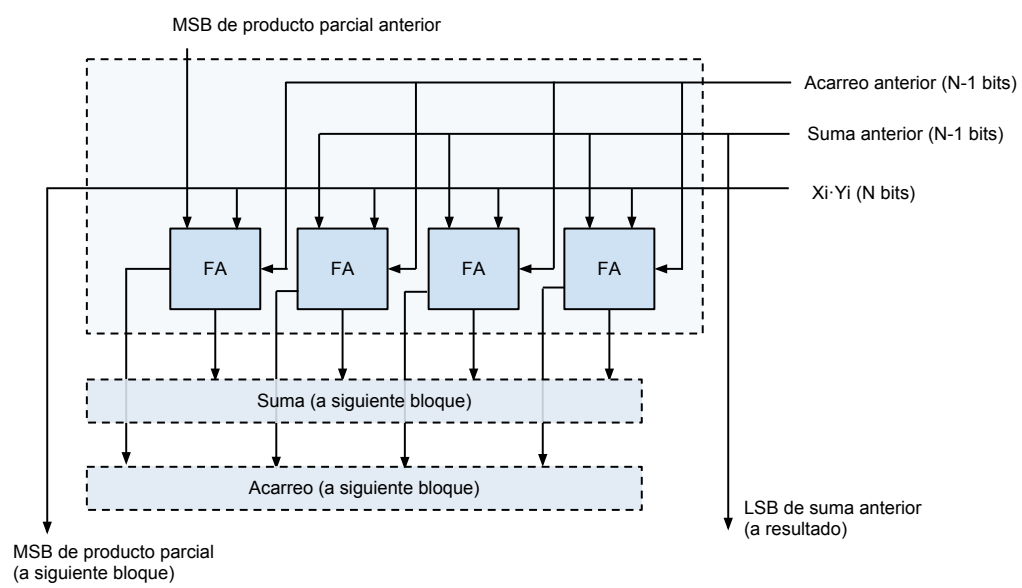 MSB de producto parcial anterior
Acarreo anterior (N-1 bits)
Suma anterior (N-1 bits)
Xi·Yi (N bits)
FA
FA
FA
FA
Suma (a siguiente bloque)
Acarreo (a siguiente bloque)
LSB de suma anterior
(a resultado)
MSB de producto parcial
(a siguiente bloque)